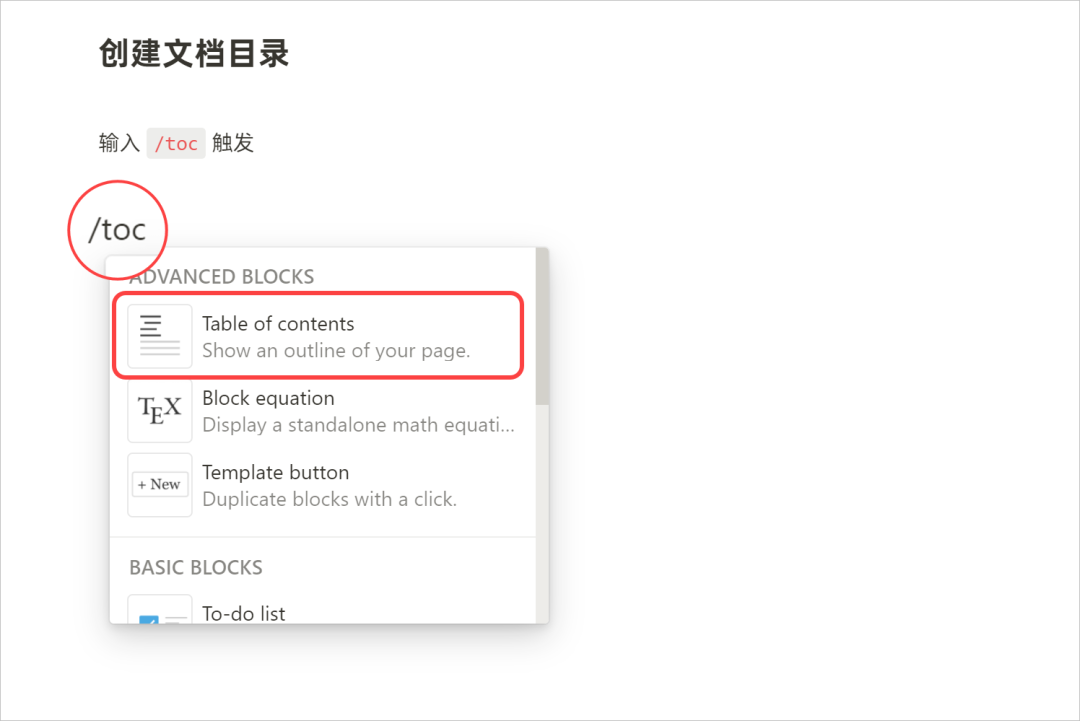 创建文档目录
输入 /toc 触发
/toc
ADVANCED BLOCKS
Table of contents
Show an outline of your page.
TEX
Block equation
Display a standalone math equati...
+ New
Template button
Duplicate blocks with a click.
BASIC BLOCKS
To-do list